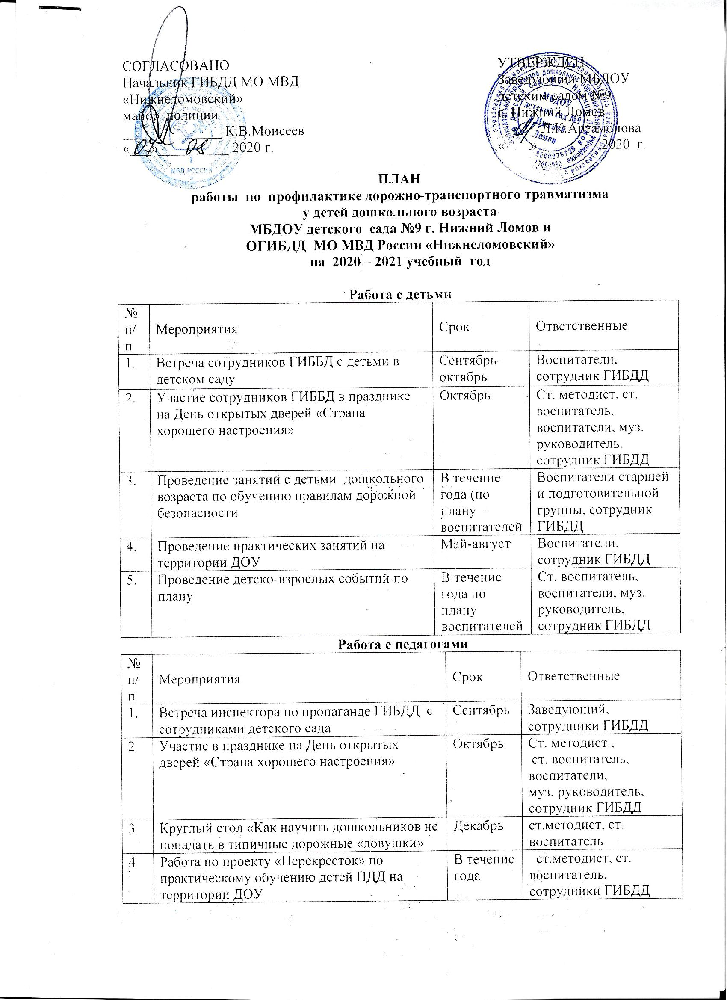 СОГЛАСОВАНО
Начальник ГИБДД МО МВД
«Нижнеломовский»
майор полиции
К.В.Моисеев
«07» 08 2020 г.
МВД РОССИИ
1
УТВЕРЖДЕН
Заведующий МБДОУ
детским садом №9
г. Нижний Ломов
Л.К. Артамонова
« » 2020 г.
МБДОУ
детский сад №9
г. Нижний
Ломов
ПЛАН
работы по профилактике дорожно-транспортного травматизма
у детей дошкольного возраста
МБДОУ детского сада №9 г. Нижний Ломов и
ОГИБДД МО МВД России «Нижнеломовский»
на 2020 – 2021 учебный год
Работа с детьми
№ п/п Мероприятия Срок Ответственные
1. Встреча сотрудников ГИББД с детьми в Сентябрь- Воспитатели,
детском саду октябрь сотрудник ГИБДД
2. Участие сотрудников ГИББД в празднике Октябрь Ст. методист. ст.
на День открытых дверей «Страна воспитатель,
хорошего настроения» воспитатели, муз.
руководитель,
сотрудник ГИБДД
3. Проведение занятий с детьми дошкольного В течение Воспитатели старшей
возраста по обучению правилам дорожной года (по и подготовительной
безопасности плану группы, сотрудник
воспитателей ГИБДД
4. Проведение практических занятий на Май-август Воспитатели,
территории ДОУ сотрудник ГИБДД
5. Проведение детско-взрослых событий по В течение Ст. воспитатель,
плану года по воспитатели, муз.
плану руководитель,
воспитателей сотрудник ГИБДД
Работа с педагогами
№ п/п Мероприятия Срок Ответственные
1. Встреча инспектора по пропаганде ГИБДД с Сентябрь Заведующий,
сотрудниками детского сада сотрудники ГИБДД
2 Участие в празднике на День открытых Октябрь Ст. методист.,
дверей «Страна хорошего настроения» ст. воспитатель,
воспитатели,
муз. руководитель,
сотрудник ГИБДД
3 Круглый стол «Как научить дошкольников не Декабрь ст.методист, ст.
попадать в типичные дорожные «ловушки» воспитатель
4 Работа по проекту «Перекресток» по В течение ст.методист, ст.
практическому обучению детей ПДД на года воспитатель,
территории ДОУ сотрудники ГИБДД